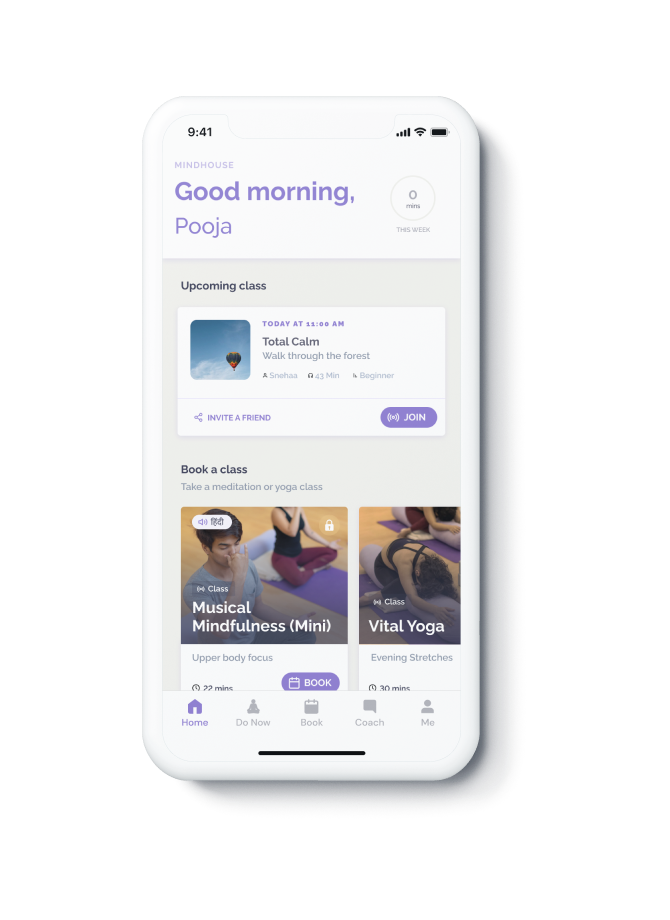 9:41
MINDHOUSE
Good morning,
Pooja
0
mins
THIS WEEK
Upcoming class
TODAY AT 11:00 AM
Total Calm
Walk through the forest
Snehaa 43 Min Beginner
INVITE A FRIEND
JOIN
Book a class
Take a meditation or yoga class
हिंदी
Class
Musical
Mindfulness (Mini)
Upper body focus
22 mins
BOOK
Class
Vital Yoga
Evening Stretches
30 mins
Home Do Now Book Coach Me